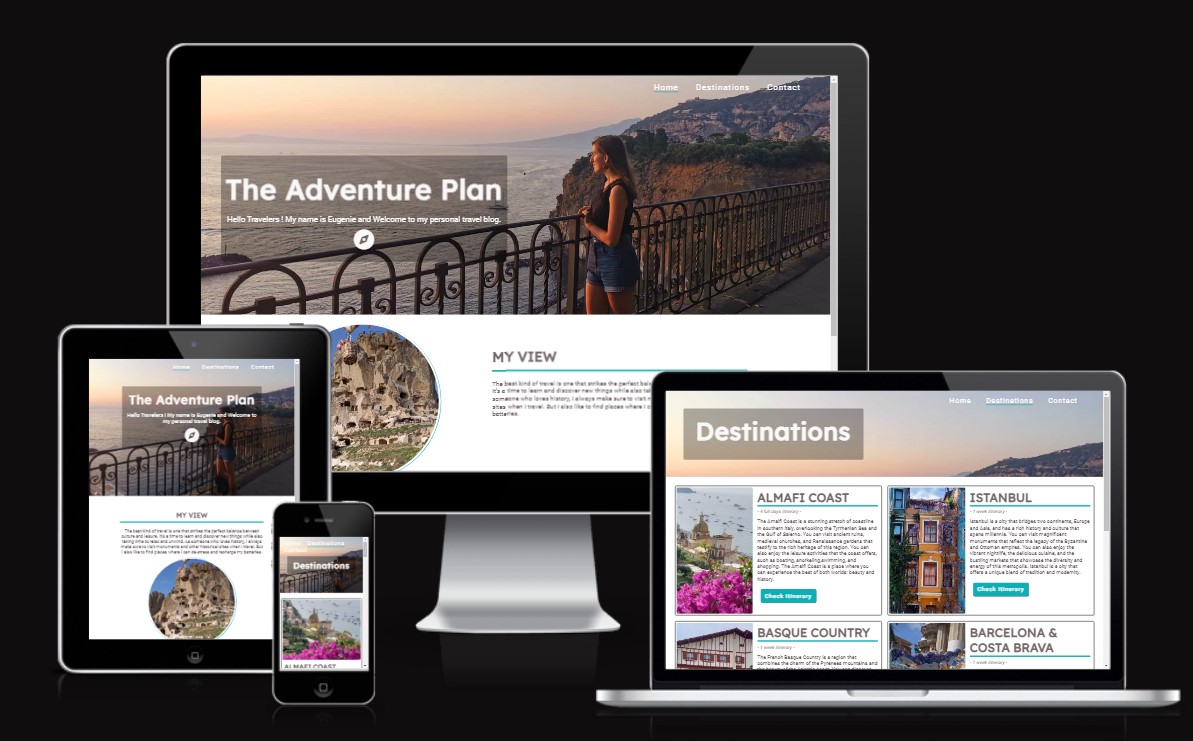 Home Destinations Contact
The Adventure Plan
Hello Travelers ! My name is Eugenie and Welcome to my personal travel blog.
MY VIEW
The best kind of travel is one that strikes the perfect bala
It's a time to learn and discover new things while also tak
someone who loves history, I always make sure to visit m
sites when I travel. But I also like to find places where I c
batteries.
Home Destinations Contact
The Adventure Plan
Hello Travelers ! My name is Eugenie and Welcome to
my personal travel blog.
MY VIEW
The best kind of travel is one that strikes the perfect balance between
culture and leisure. It's a time to learn and discover new things while also
taking time to relax and unwind. As someone who loves history, I always
make sure to visit monuments and other historical sites when I travel. But
I also like to find places where I can de-stress and recharge my batteries.
Destinations
Destinations
ALMAFI COAST
Home Destinations Contact
Destinations
ALMAFI COAST
- 4 full days itinerary -
The Amalfi Coast is a stunning stretch of coastline
in southern Italy, overlooking the Tyrrhenian Sea and
the Gulf of Salerno. You can visit ancient ruins,
medieval churches, and Renaissance gardens that
testify to the rich heritage of this region. You can
also enjoy the leisure activities that the coast offers,
such as boating, snorkeling, swimming, and
shopping. The Amalfi Coast is a place where you
can experience the best of both worlds: beauty and
history.
Check Itinerary
ISTANBUL
- 1 week itinerary -
Istanbul is a city that bridges two continents, Europe
and Asia, and has a rich history and culture that
spans millennia. You can visit magnificent
monuments that reflect the legacy of the Byzantine
and Ottoman empires. You can also enjoy the
vibrant nightlife, the delicious cuisine, and the
bustling markets that showcase the diversity and
energy of this metropolis. Istanbul is a city that
offers a unique blend of tradition and modernity.
Check Itinerary
BASQUE COUNTRY
- 1 week itinerary -
The French Basque Country is a region that
combines the charm of the Pyrenees mountains and
BARCELONA &
COSTA BRAVA
- 1 week itinerary -